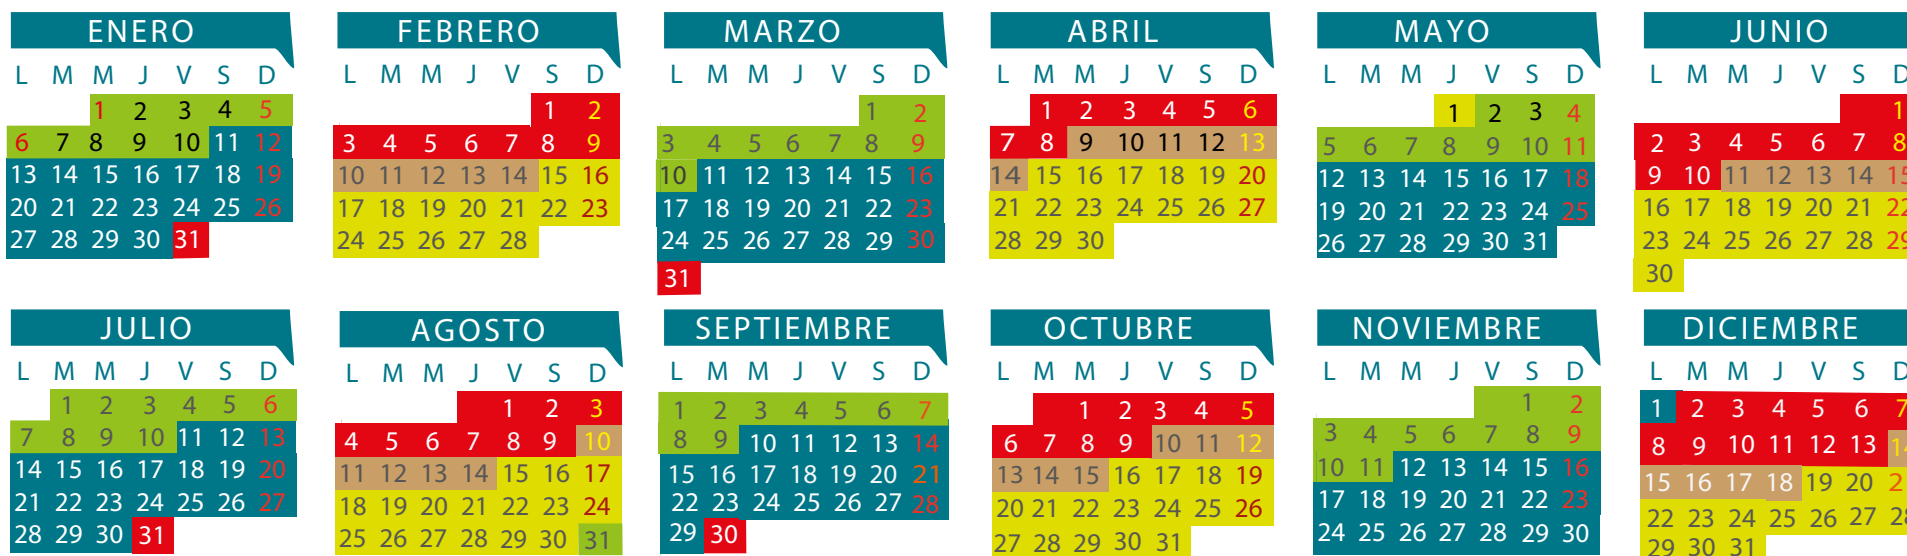 ENERO
L M M J V S D
1 2 3 4 5
6 7 8 9 10 11 12
13 14 15 16 17 18 19
20 21 22 23 24 25 26
27 28 29 30 31
FEBRERO
L M M J V S D
1 2
3 4 5 6 7 8 9
10 11 12 13 14 15 16
17 18 19 20 21 22 23
24 25 26 27 28
MARZO
L M M J V S D
1 2
3 4 5 6 7 8 9
10 11 12 13 14 15 16
17 18 19 20 21 22 23
24 25 26 27 28 29 30
31
ABRIL
L M M J V S D
1 2 3 4 5 6
7 8 9 10 11 12 13
14 15 16 17 18 19 20
21 22 23 24 25 26 27
28 29 30
MAYO
L M M J V S D
1 2 3 4
5 6 7 8 9 10 11
12 13 14 15 16 17 18
19 20 21 22 23 24 25
26 27 28 29 30 31
JUNIO
L M M J V S D
1
2 3 4 5 6 7 8
9 10 11 12 13 14 15
16 17 18 19 20 21 22
23 24 25 26 27 28 29
30
JULIO
L M M J V S D
1 2 3 4 5 6
7 8 9 10 11 12 13
14 15 16 17 18 19 20
21 22 23 24 25 26 27
28 29 30 31
AGOSTO
L M M J V S D
1 2 3
4 5 6 7 8 9 10
11 12 13 14 15 16 17
18 19 20 21 22 23 24
25 26 27 28 29 30 31
SEPTIEMBRE
L M M J V S D
1 2 3 4 5 6 7
8 9 10 11 12 13 14
15 16 17 18 19 20 21
22 23 24 25 26 27 28
29 30
OCTUBRE
L M M J V S D
1 2 3 4 5
6 7 8 9 10 11 12
13 14 15 16 17 18 19
20 21 22 23 24 25 26
27 28 29 30 31
NOVIEMBRE
L M M J V S D
1 2
3 4 5 6 7 8 9
10 11 12 13 14 15 16
17 18 19 20 21 22 23
24 25 26 27 28 29 30
DICIEMBRE
L M M J V S D
1 2 3 4 5 6 7
8 9 10 11 12 13 14
15 16 17 18 19 20 2
22 23 24 25 26 27 28
29 30 31